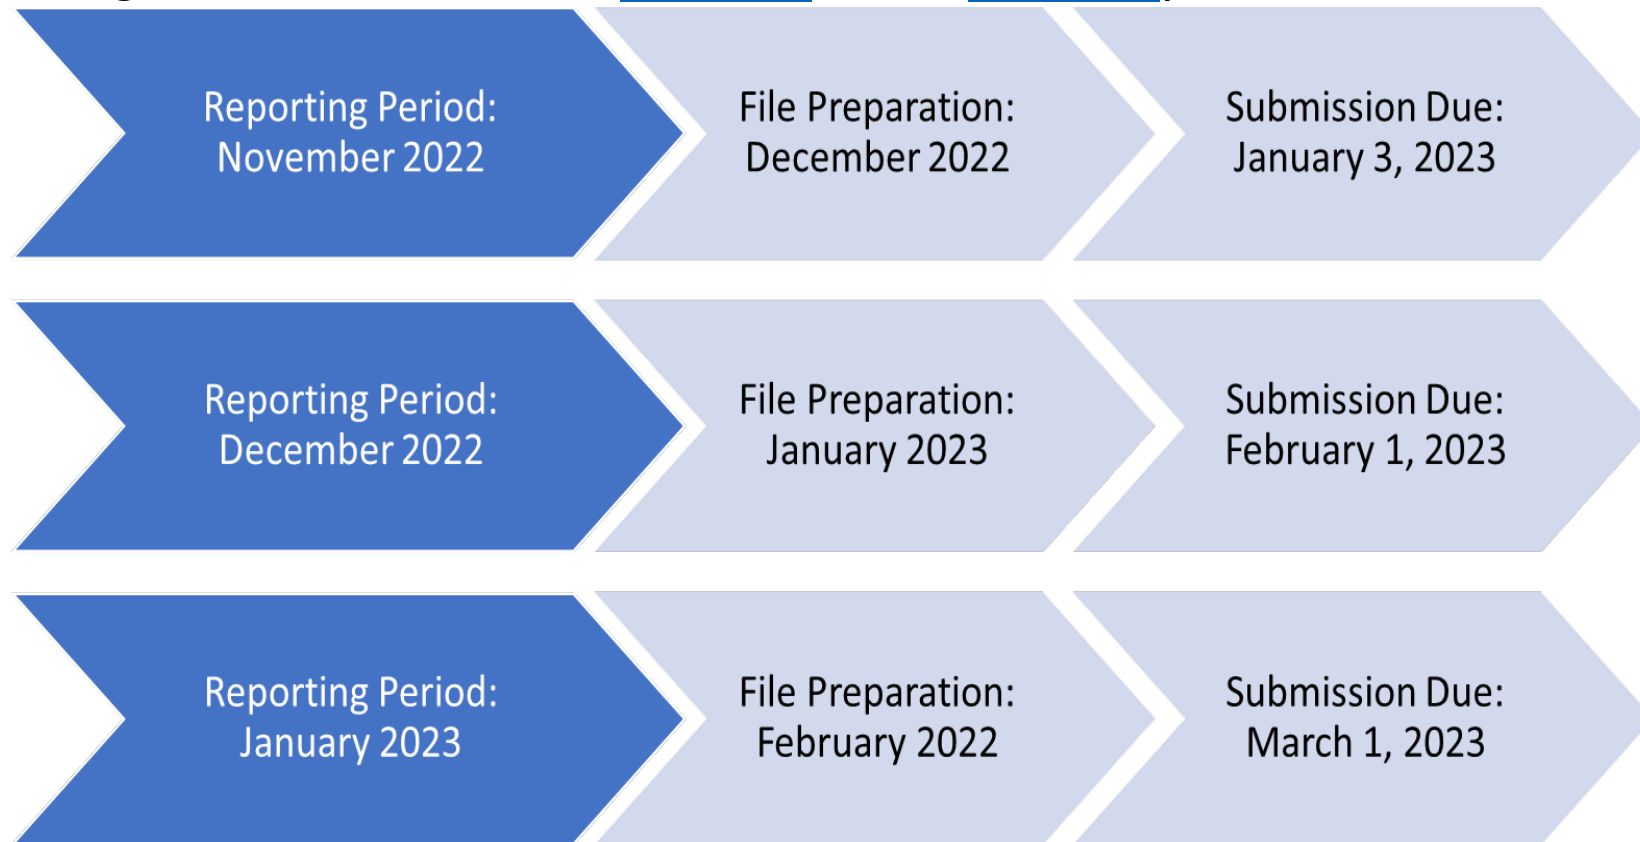 Reporting Period:
November 2022
File Preparation:
December 2022
Submission Due:
January 3, 2023
Reporting Period:
December 2022
File Preparation:
January 2023
Submission Due:
February 1, 2023
Reporting Period:
January 2023
File Preparation:
February 2022
Submission Due:
March 1, 2023